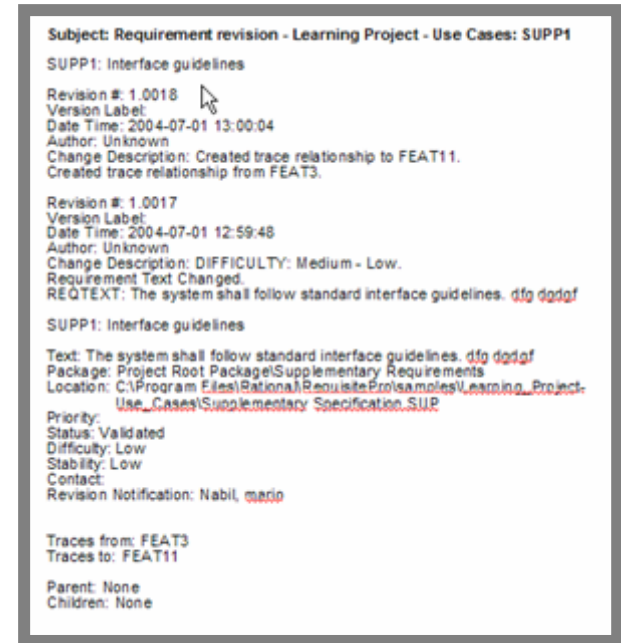 Subject: Requirement revision - Learning Project - Use Cases: SUPP1
SUPP1: Interface guidelines
Revision #: 1.0018
Version Label:
Date Time: 2004-07-01 13:00:04
Author: Unknown
Change Description: Created trace relationship to FEAT11.
Created trace relationship from FEAT3.
Revision #: 1.0017
Version Label:
Date Time: 2004-07-01 12:59:48
Author: Unknown
Change Description: DIFFICULTY: Medium - Low.
Requirement Text Changed.
REQTEXT: The system shall follow standard interface guidelines. dfg dgdgf
SUPP1: Interface guidelines
Text: The system shall follow standard interface guidelines. dfg dgdgf
Package: Project Root Package\Supplementary Requirements
Location: C:\Program Files\Rational\RequisitePro\samples\Learning_Project-
Use_Cases\Supplementary Specification.SUP
Priority:
Status: Validated
Difficulty: Low
Stability: Low
Contact:
Revision Notification: Nabil, mario
Traces from: FEAT3
Traces to: FEAT11
Parent: None
Children: None